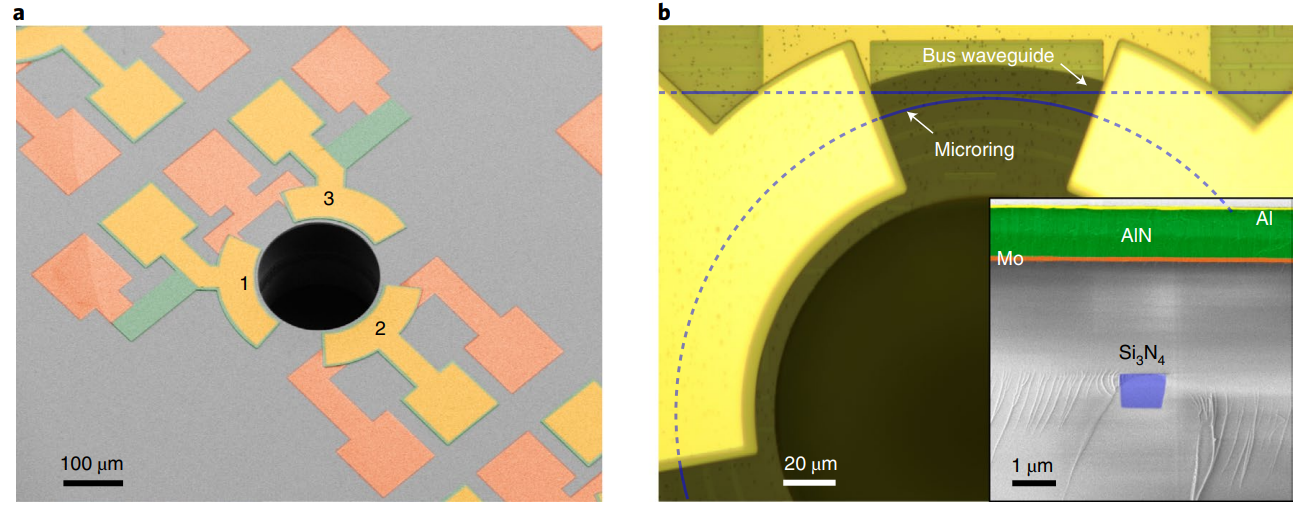 a
3
1
2
100 μm
b
Bus waveguide
Microring
Al
AlN
Mo
Si₃N₄
20 μm
1 μm